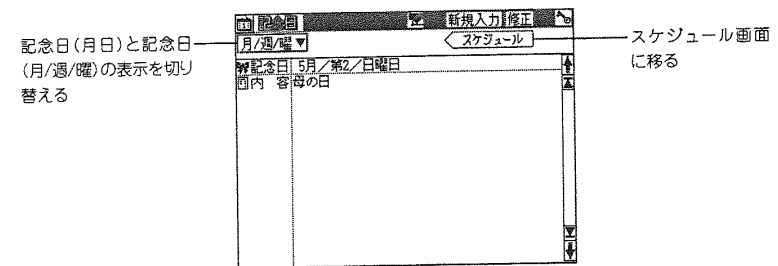 記念日(月日)と記念日
(月/週/曜)の表示を切り
替える
記念日
新規入力 修正
月/週/曜▼
スケジュール
スケジュール画面
に移る
記念日 5月/第2/日曜日
内 容 母の日